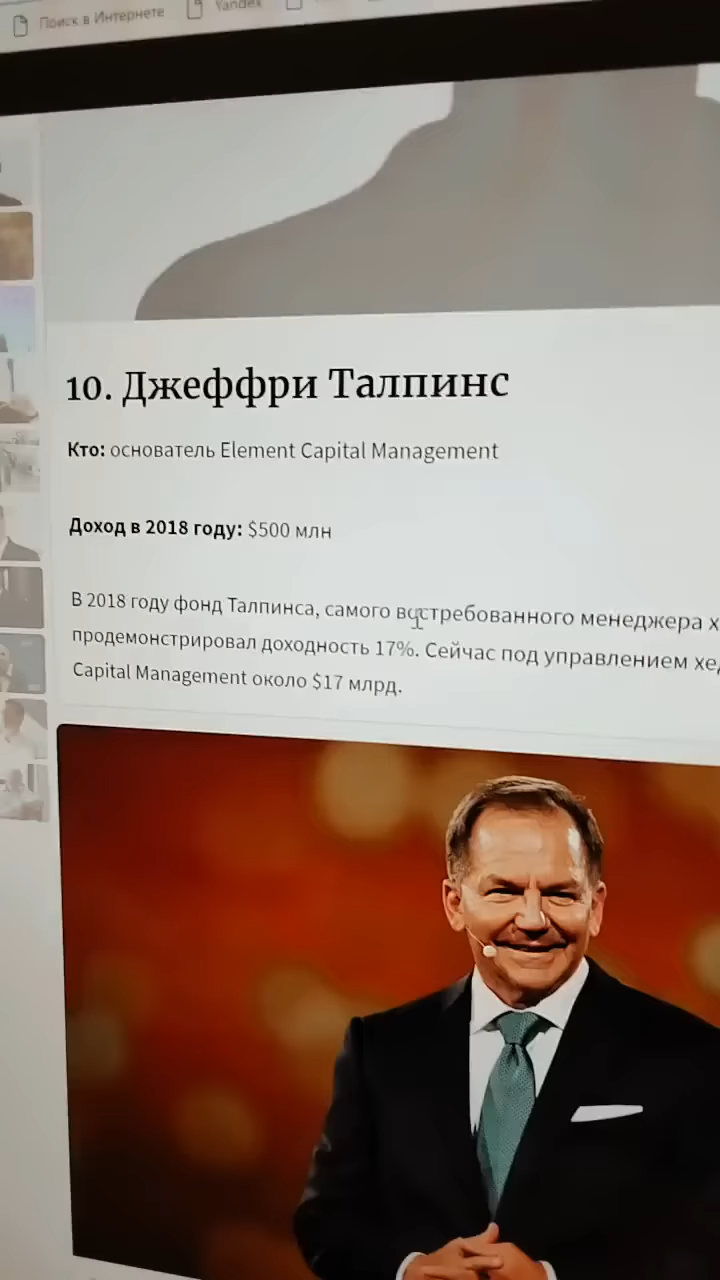 Поиск в Интернете
Yandex
10. Джеффри Талпинс
Кто: основатель Element Capital Management
Доход в 2018 году: $500 млн
В 2018 году фонд Талпинса, самого востребованного менеджера х
продемонстрировал доходность 17%. Сейчас под управлением хед
Capital Management около $17 млрд.